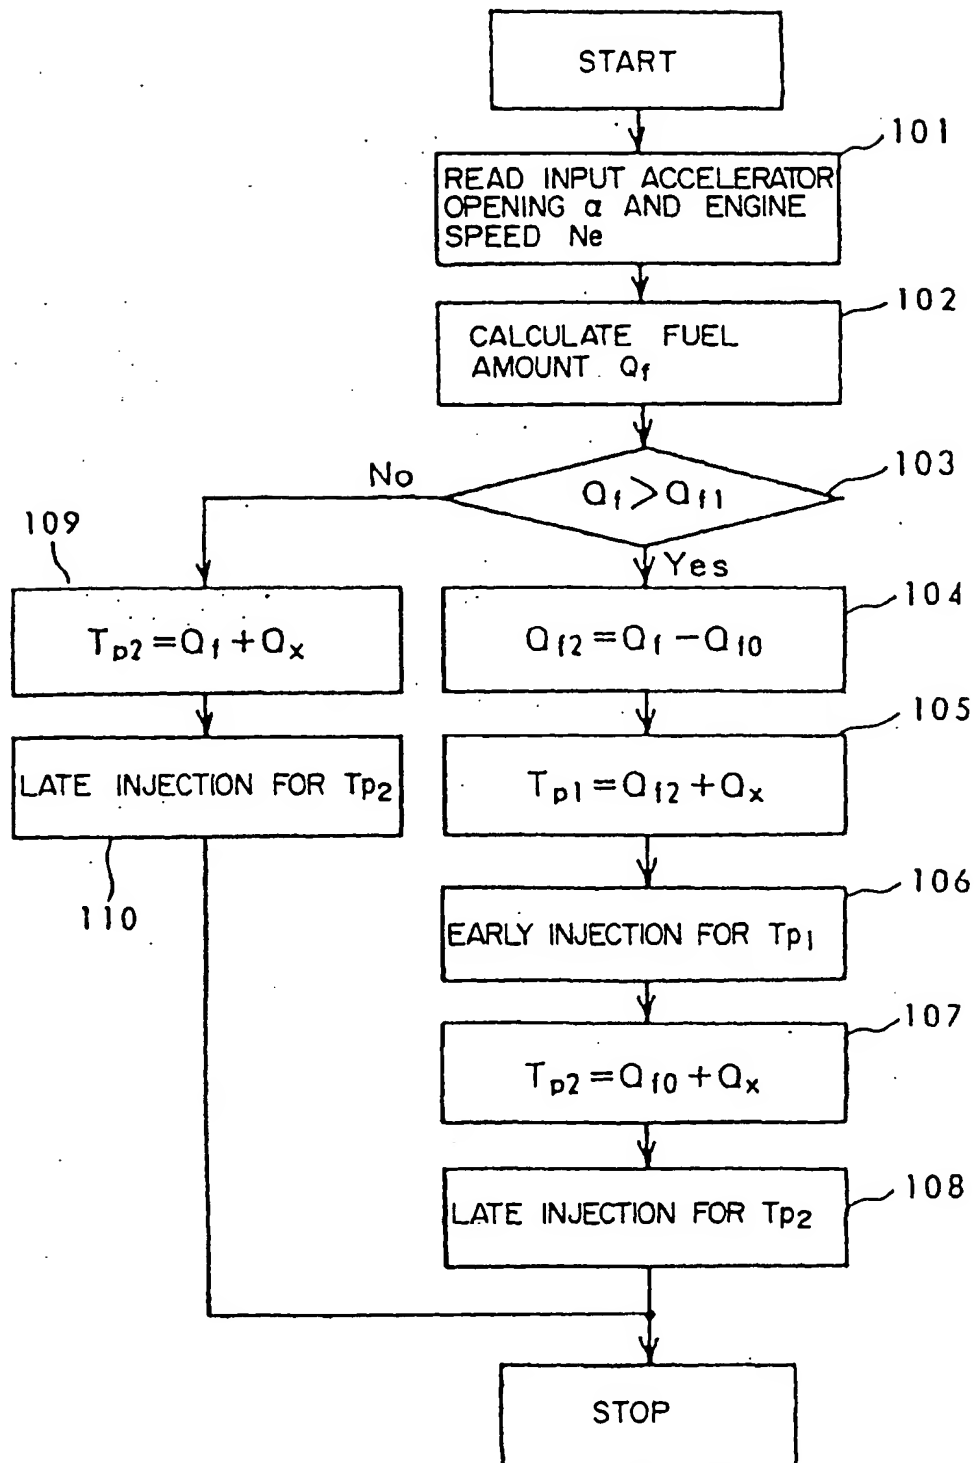 START
101
READ INPUT ACCELERATOR
OPENING α AND ENGINE
SPEED Ne
102
CALCULATE FUEL
AMOUNT Qf
103
Qf > Qf1
No
Yes
109
Tp2 = Qf + Qx
104
Qf2 = Qf − Qf0
105
LATE INJECTION FOR Tp2
110
Tp1 = Qf2 + Qx
106
EARLY INJECTION FOR Tp1
107
Tp2 = Qf0 + Qx
108
LATE INJECTION FOR Tp2
STOP